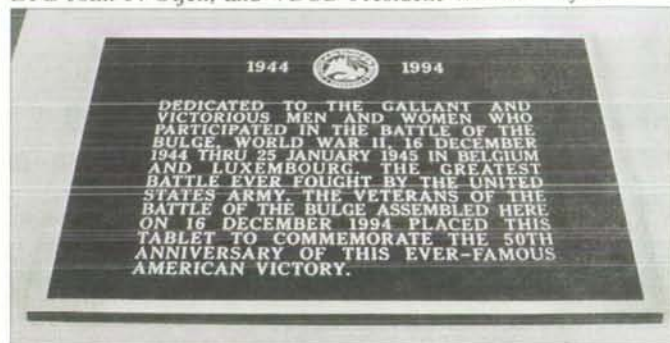 1944 1994
DEDICATED TO THE GALLANT AND
VICTORIOUS MEN AND WOMEN WHO
PARTICIPATED IN THE BATTLE OF THE
BULGE, WORLD WAR II, 16 DECEMBER
1944 THRU 25 JANUARY 1945 IN BELGIUM
AND LUXEMBOURG. THE GREATEST
BATTLE EVER FOUGHT BY THE UNITED
STATES ARMY. THE VETERANS OF THE
BATTLE OF THE BULGE ASSEMBLED HERE
ON 16 DECEMBER 1994 PLACED THIS
TABLET TO COMMEMORATE THE 50TH
ANNIVERSARY OF THIS EVER-FAMOUS
AMERICAN VICTORY.